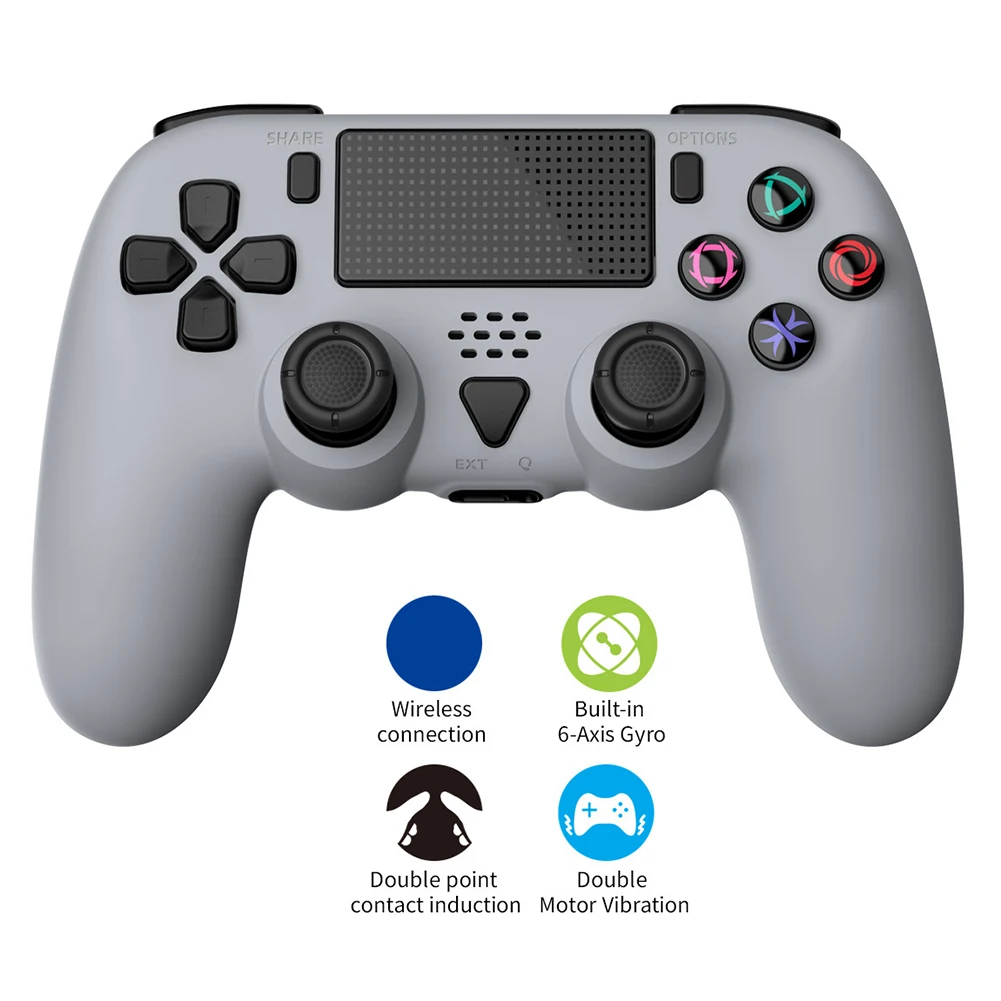 SHARE
OPTIONS
EXT
Wireless
connection
Built-in
6-Axis Gyro
Double point
contact induction
Double
Motor Vibration